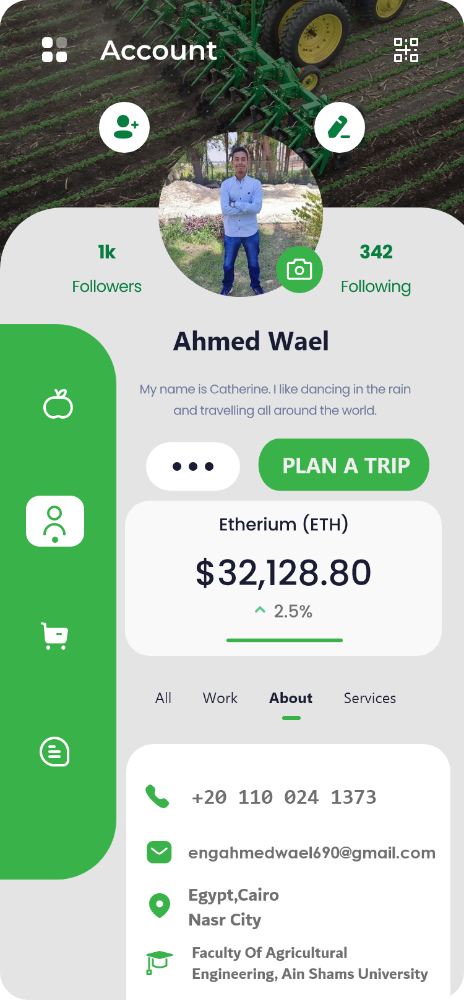 Account
1k
Followers
342
Following
Ahmed Wael
My name is Catherine. I like dancing in the rain
and travelling all around the world.
PLAN A TRIP
Etherium (ETH)
$32,128.80
2.5%
All Work About Services
+20 110 024 1373
engahmedwael690@gmail.com
Egypt,Cairo
Nasr City
Faculty Of Agricultural
Engineering, Ain Shams University